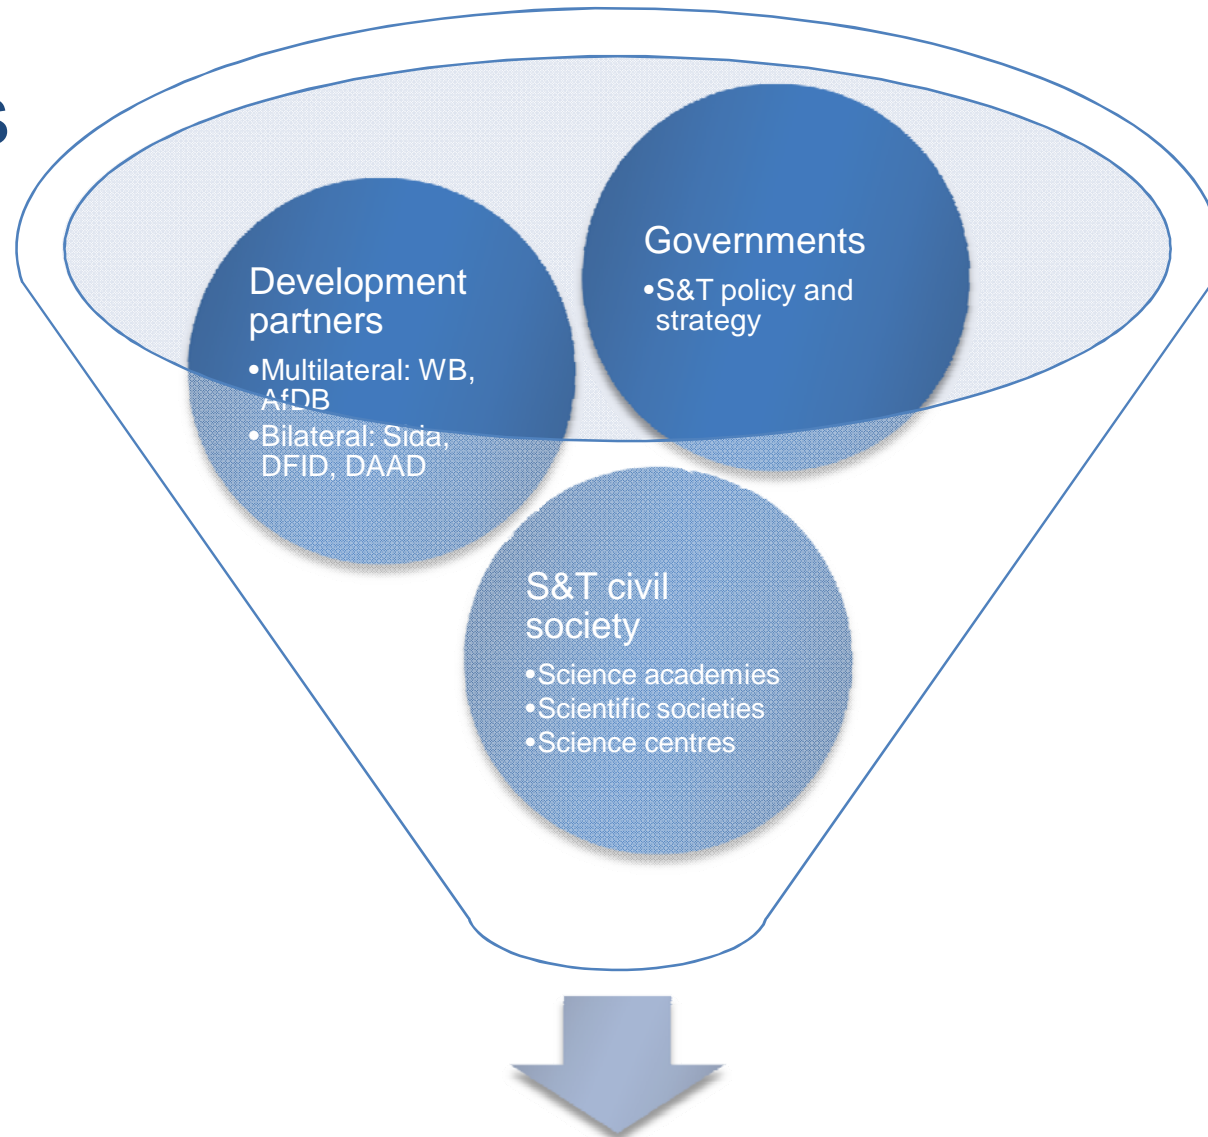 s
Governments
•S&T policy and
strategy
Development
partners
•Multilateral: WB,
AfDB
•Bilateral: Sida,
DFID, DAAD
S&T civil
society
•Science academies
•Scientific societies
•Science centres